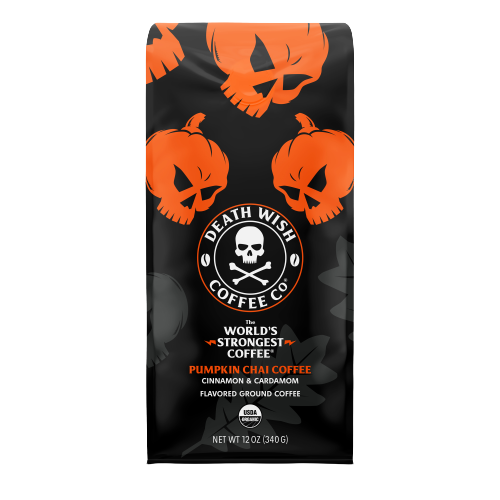 DEATH WISH
COFFEE CO®
The
WORLD'S
STRONGEST
COFFEE®
PUMPKIN CHAI COFFEE
CINNAMON & CARDAMOM
FLAVORED GROUND COFFEE
USDA
ORGANIC
NET WT 12 OZ (340 G)